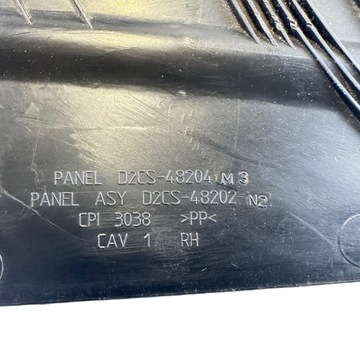 PANEL D2CS-48204 M3
PANEL ASY D2CS-48202-N2
CPI 3038 >PP<
CAV 1 RH